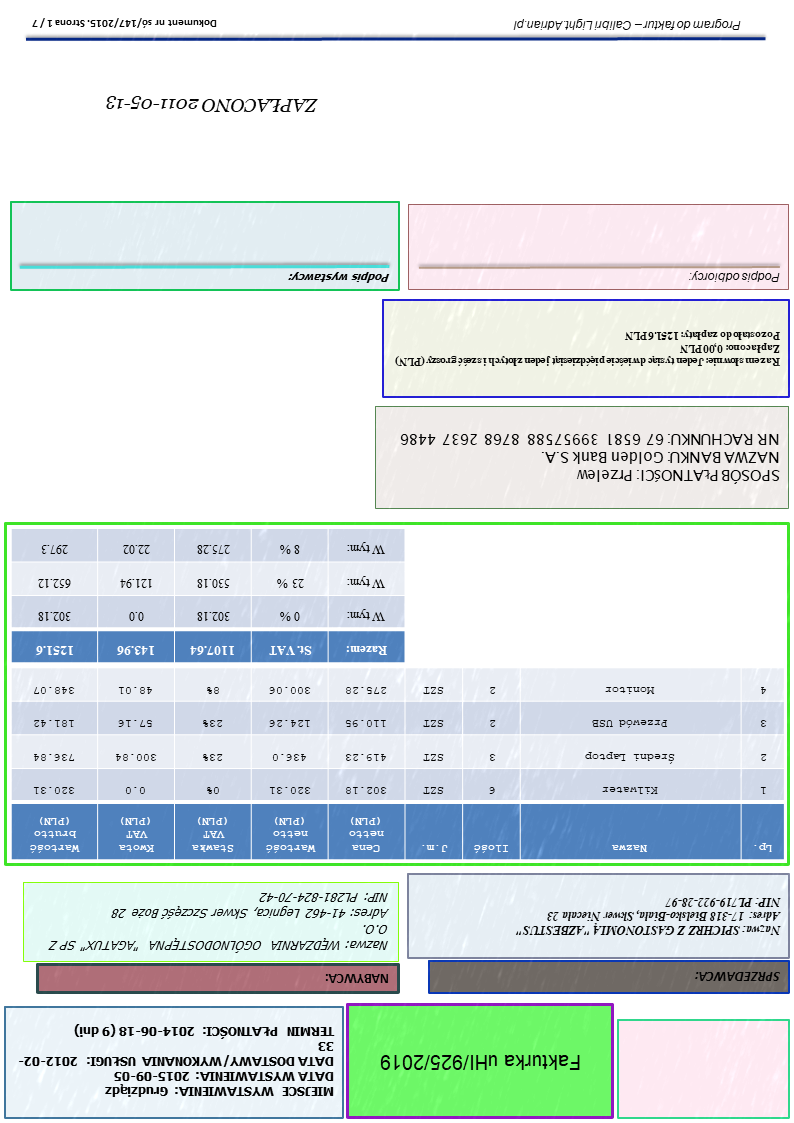 Fakturka uHI/925/2019
MIEJSCE WYSTAWIENIA: Grudziądz
DATA WYSTAWIENIA: 2015-09-05
DATA DOSTAWY/WYKONANIA USŁUGI: 2012-02-
33
TERMIN PŁATNOŚCI: 2014-06-18 (9 dni)
SPRZEDAWCA:
Nazwa: SPICHRZ Z GASTONOMIĄ "AZBESTUS"
Adres: 17-318 Bielsko-Biała, Skwer Niecała 23
NIP: PL719-922-28-97
NABYWCA:
Nazwa: WĘDZARNIA OGÓLNODOSTĘPNA "AGATUX" SP Z
O.O.
Adres: 41-462 Legnica, Skwer Szczęść Boże 28
NIP: PL281-824-70-42
Lp. Nazwa Ilość J.m. Cena netto (PLN) Wartość netto (PLN) Stawka VAT (PLN) Kwota VAT (PLN) Wartość brutto (PLN)
1 Killwater 6 SZT 302.18 320.31 0% 0.0 320.31
2 Średni Laptop 3 SZT 419.23 436.0 23% 300.84 736.84
3 Przewód USB 2 SZT 110.95 124.26 23% 57.16 181.42
4 Monitor 2 SZT 275.28 300.06 8% 48.01 348.07
Razem: St.VAT 1107.64 143.96 1251.6
W tym: 0 % 302.18 0.0 302.18
W tym: 23 % 530.18 121.94 652.12
W tym: 8 % 275.28 22.02 297.3
SPOSÓB PŁATNOŚCI: Przelew
NAZWA BANKU: Golden Bank S.A.
NR RACHUNKU: 67 6581 39957588 8768 2637 4486
Razem słownie: Jeden tysiąc dwieście pięćdziesiąt jeden złotych i sześć groszy (PLN)
Zapłacono: 0,00 PLN
Pozostało do zapłaty: 1251.6 PLN
Podpis odbiorcy:
Podpis wystawcy:
ZAPŁACONO 2011-05-13
Program do faktur – Calibri Light Adrian.pl
Dokument nr só/147/2015. Strona 1 / 7